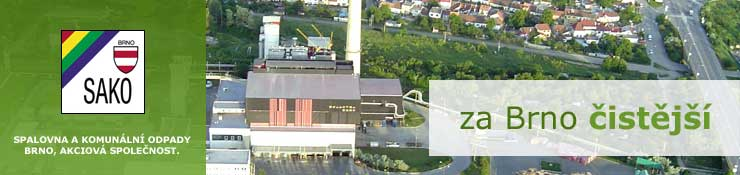 BRNO
SAKO
SPALOVNA A KOMUNÁLNÍ ODPADY
BRNO, AKCIOVÁ SPOLEČNOST.
za Brno čistější